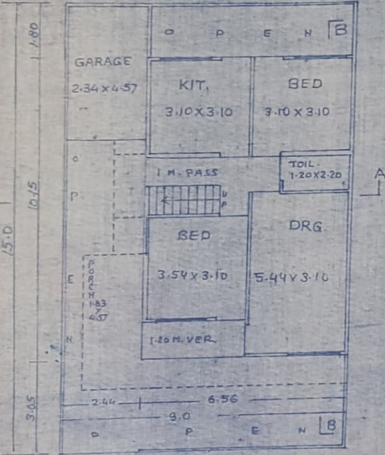 1.80
O P E N
B
GARAGE
2.34 X 4.57
KIT.
3.10 X 3.10
BED
3.10 X 3.10
1 M. PASS
TOIL.
1.20 X 2.20
A
UP
O P E N
10.15
15.0
BED
3.54 X 3.10
DRG.
5.44 X 3.10
PORCH
1.83
X
4.57
1.20 M. VER.
3.05
2.44
6.56
9.0
O P E N
B